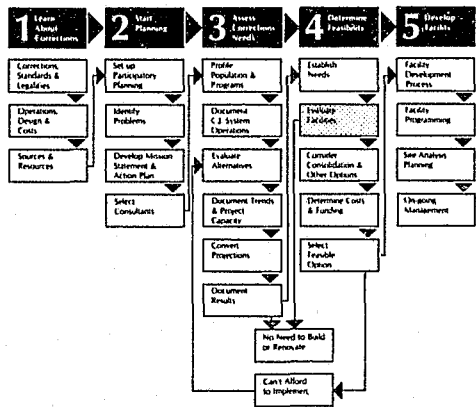 1 Learn
About
Corrections
2 Start
Planning
3 Assess
Corrections
Needs
4 Determine
Feasibility
5 Develop
Facility
Corrections,
Standards &
Legalities
Operations,
Design &
Costs
Sources &
Resources
Set up
Participatory
Planning
Identify
Problems
Develop Mission
Statement &
Action Plan
Select
Consultants
Profile
Population &
Programs
Document
C.J. System
Operations
Evaluate
Alternatives
Document Trends
& Project
Capacity
Convert
Projections
Document
Results
Establish
Needs
Evaluate
Facilities
Consider
Consolidation &
Other Options
Determine Costs
& Funding
Select
Feasible
Option
Facility
Development
Process
Facility
Programming
Site Analysis
Planning
On-going
Management
No Need to Build
or Renovate
Can't Afford
to Implement